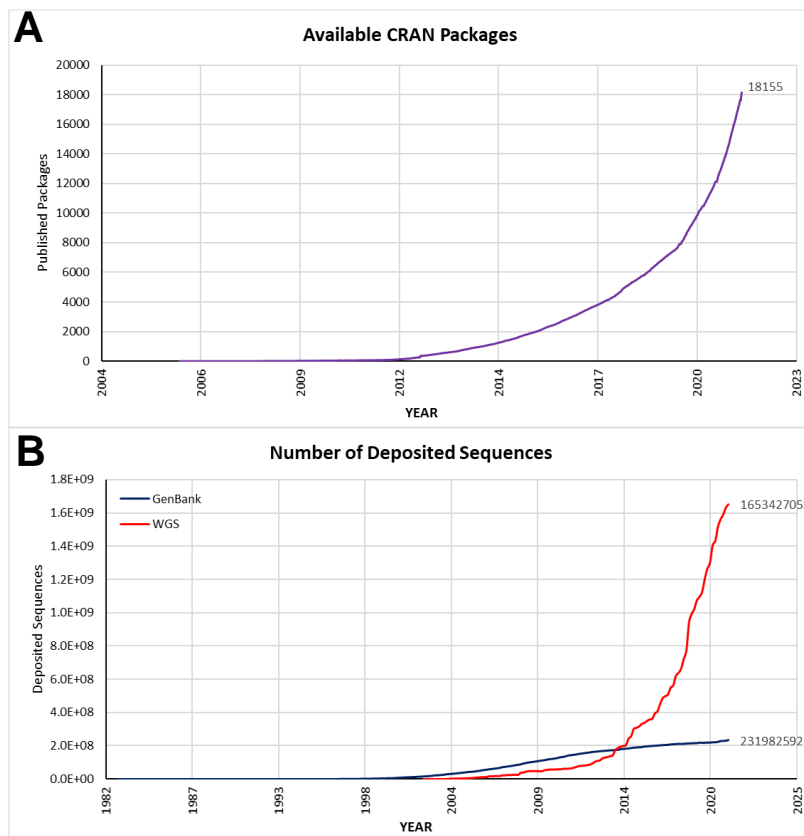 A
Available CRAN Packages
20000
18000
16000
14000
12000
10000
8000
6000
4000
2000
0
Published Packages
18155
2004
2006
2009
2012
2014
2017
2020
2023
YEAR
B
Number of Deposited Sequences
1.8E+09
1.6E+09
1.4E+09
1.2E+09
1.0E+09
8.0E+08
6.0E+08
4.0E+08
2.0E+08
0.0E+00
Deposited Sequences
GenBank
WGS
165342705
231982592
1982
1987
1993
1998
2004
2009
2014
2020
2025
YEAR